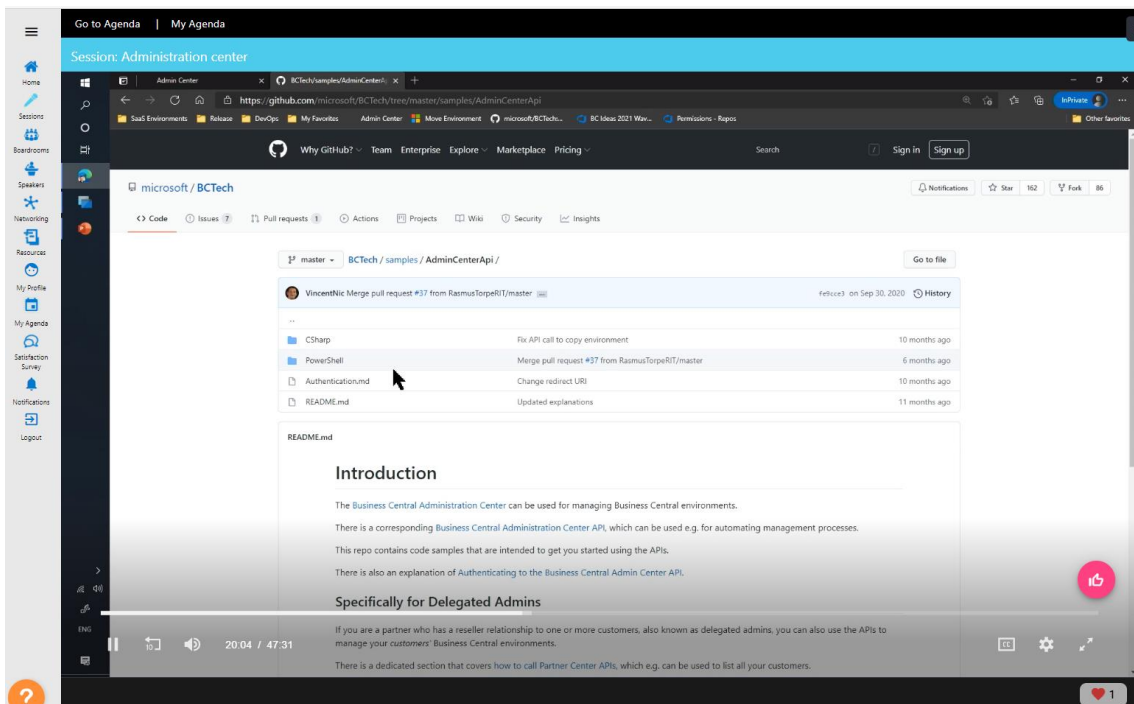 Go to Agenda | My Agenda
Session: Administration center
Home
Sessions
Boardrooms
Speakers
Networking
Resources
My Profile
My Agenda
Satisfaction
Survey
Notifications
Logout
?
Admin Center
BCTech/samples/AdminCenterA
https://github.com/microsoft/BCTech/tree/master/samples/AdminCenterApi
InPrivate
SaaS Environments Release DevOps My Favorites Admin Center Move Environment microsoft/BCTech:... BC Ideas 2021 Wav... Permissions - Repos Other favorites
Why GitHub? Team Enterprise Explore Marketplace Pricing Search / Sign in Sign up
microsoft / BCTech Notifications Star 162 Fork 86
<> Code Issues 7 Pull requests 1 Actions Projects Wiki Security Insights
master BCTech / samples / AdminCenterApi / Go to file
VincentNic Merge pull request #37 from RasmusTorpeRIT/master ... on Sep 30, 2020 History
..
CSharp Fix API call to copy environment 10 months ago
PowerShell Merge pull request #37 from RasmusTorpeRIT/master 6 months ago
Authentication.md Change redirect URI 10 months ago
README.md Updated explanations 11 months ago
README.md
Introduction
The Business Central Administration Center can be used for managing Business Central environments.
There is a corresponding Business Central Administration Center API, which can be used e.g. for automating management processes.
This repo contains code samples that are intended to get you started using the APIs.
There is also an explanation of Authenticating to the Business Central Admin Center API.
Specifically for Delegated Admins
If you are a partner who has a reseller relationship to one or more customers, also known as delegated admins, you can also use the APIs to
manage your customers' Business Central environments.
There is a dedicated section that covers how to call Partner Center APIs, which e.g. can be used to list all your customers.
ENG
10
20:04 / 47:31
CC
1